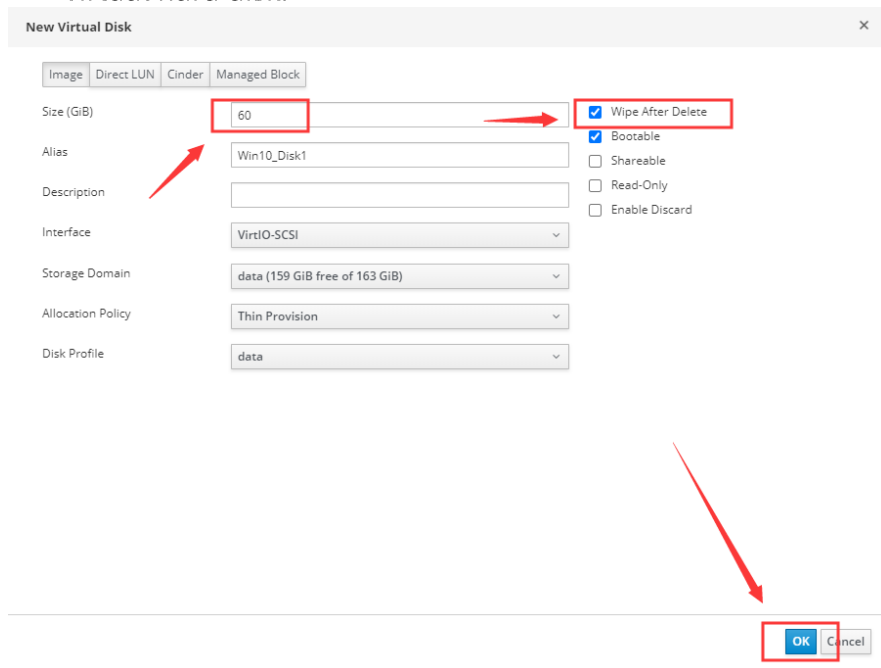 New Virtual Disk
Image Direct LUN Cinder Managed Block
Size (GiB) 60 Wipe After Delete
Bootable
Alias Win10_Disk1 Shareable
Description Read-Only
Enable Discard
Interface VirtIO-SCSI
Storage Domain data (159 GiB free of 163 GiB)
Allocation Policy Thin Provision
Disk Profile data
OK Cancel